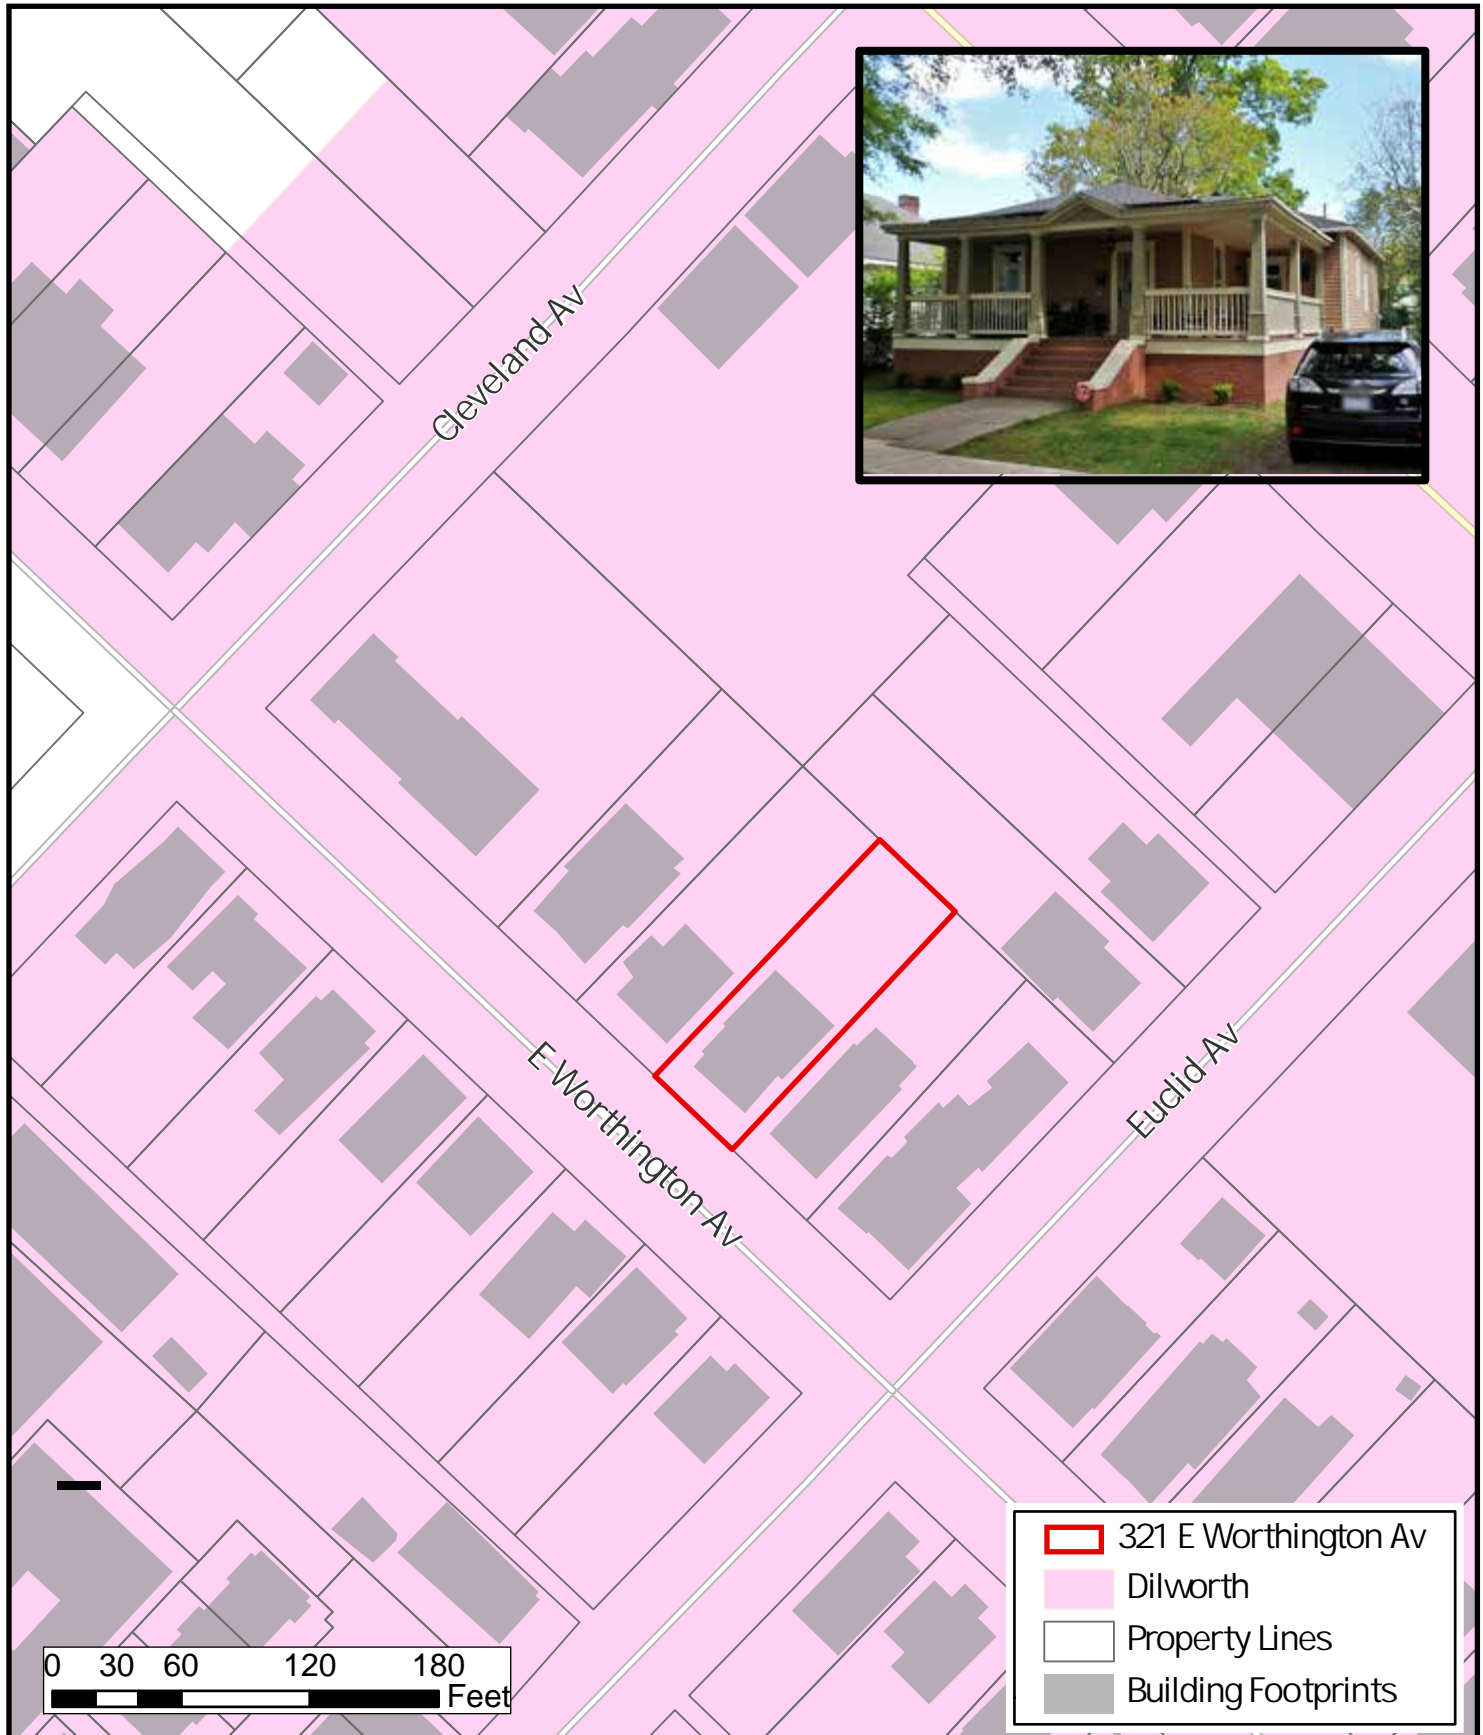 Cleveland Av
E Worthington Av
Euclid Av
321 E Worthington Av
Dilworth
Property Lines
Building Footprints
0 30 60 120 180
Feet